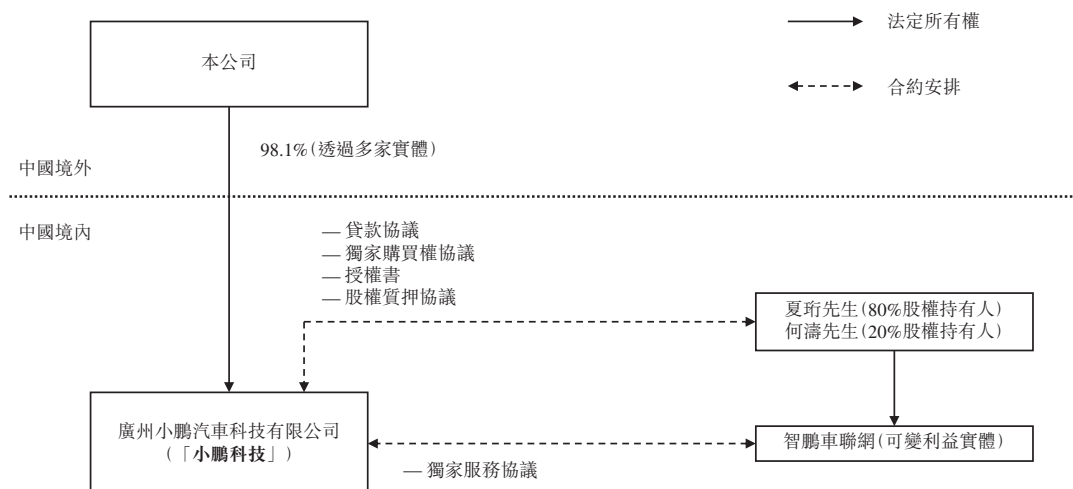 法定所有權
本公司
合約安排
98.1%(透過多家實體)
中國境外
中國境內
— 貸款協議
— 獨家購買權協議
— 授權書
— 股權質押協議
夏珩先生(80%股權持有人)
何濤先生(20%股權持有人)
廣州小鵬汽車科技有限公司
(「小鵬科技」)
智鵬車聯網(可變利益實體)
— 獨家服務協議